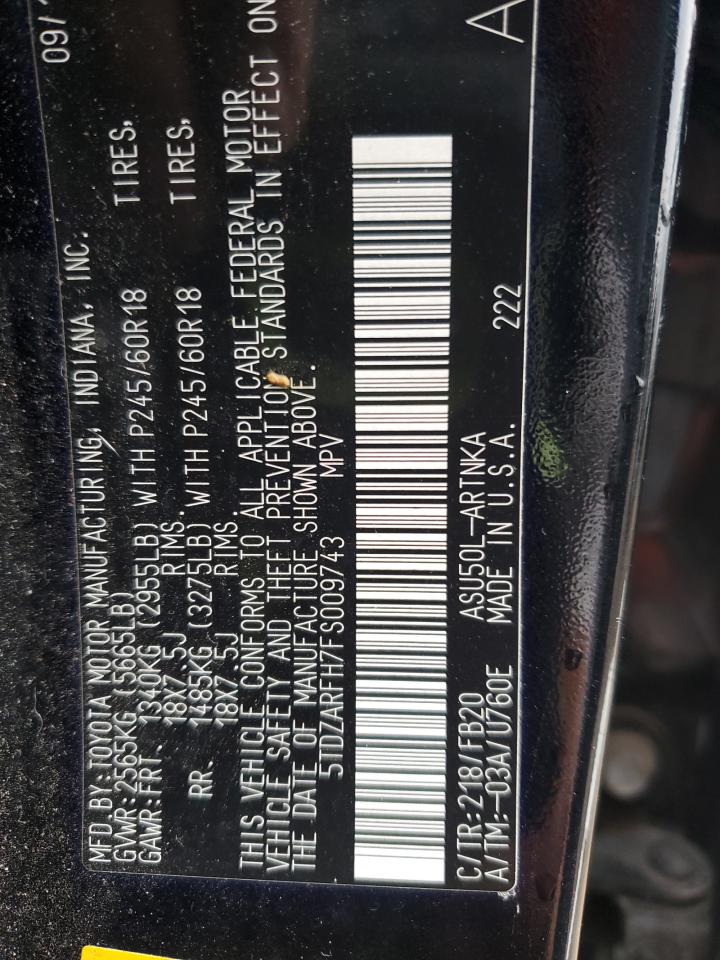 09/
MFD.BY:TOYOTA MOTOR MANUFACTURING, INDIANA, INC.
GVWR:2565KG (5665LB)
GAWR:FRT. 1340KG (2955LB) WITH P245/60R18 TIRES,
18X7.5J RIMS.
RR. 1485KG (3275LB) WITH P245/60R18 TIRES,
18X7.5J RIMS.
THIS VEHICLE CONFORMS TO ALL APPLICABLE FEDERAL MOTOR
VEHICLE SAFETY AND THEFT PREVENTION STANDARDS IN EFFECT ON
THE DATE OF MANUFACTURE SHOWN ABOVE.
5TDZARFH7FS009743 MPV
C/TR:218/FB20 ASU50L-ARTNKA
A/TM:-03A/U760E MADE IN U.S.A. 222 A